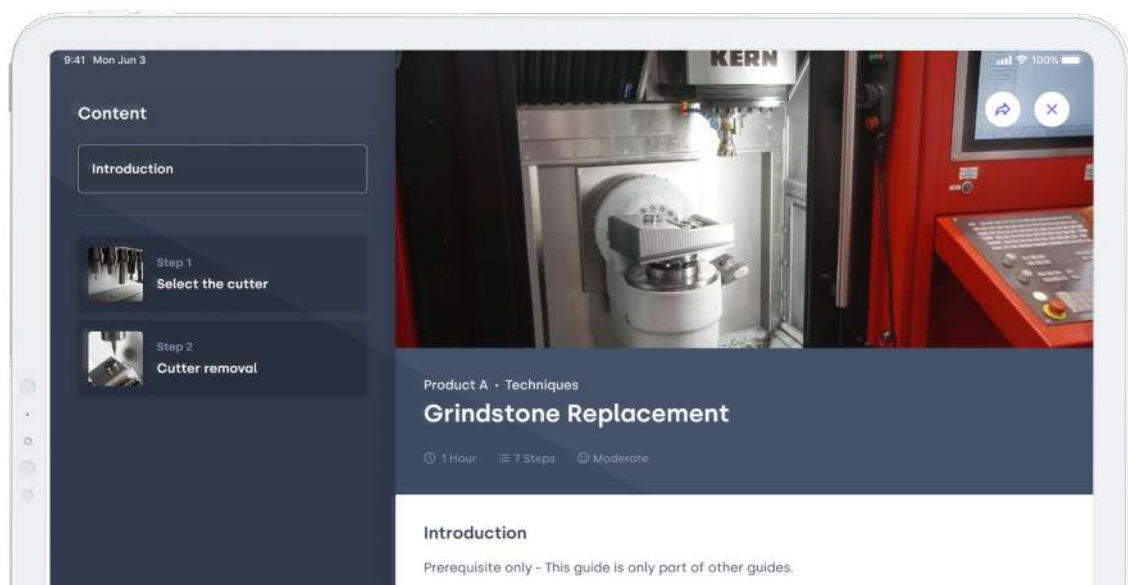 9:41 Mon Jun 3
100%
Content
Introduction
Step 1
Select the cutter
Step 2
Cutter removal
KERN
Product A • Techniques
Grindstone Replacement
1 Hour 7 Steps Moderate
Introduction
Prerequisite only - This guide is only part of other guides.